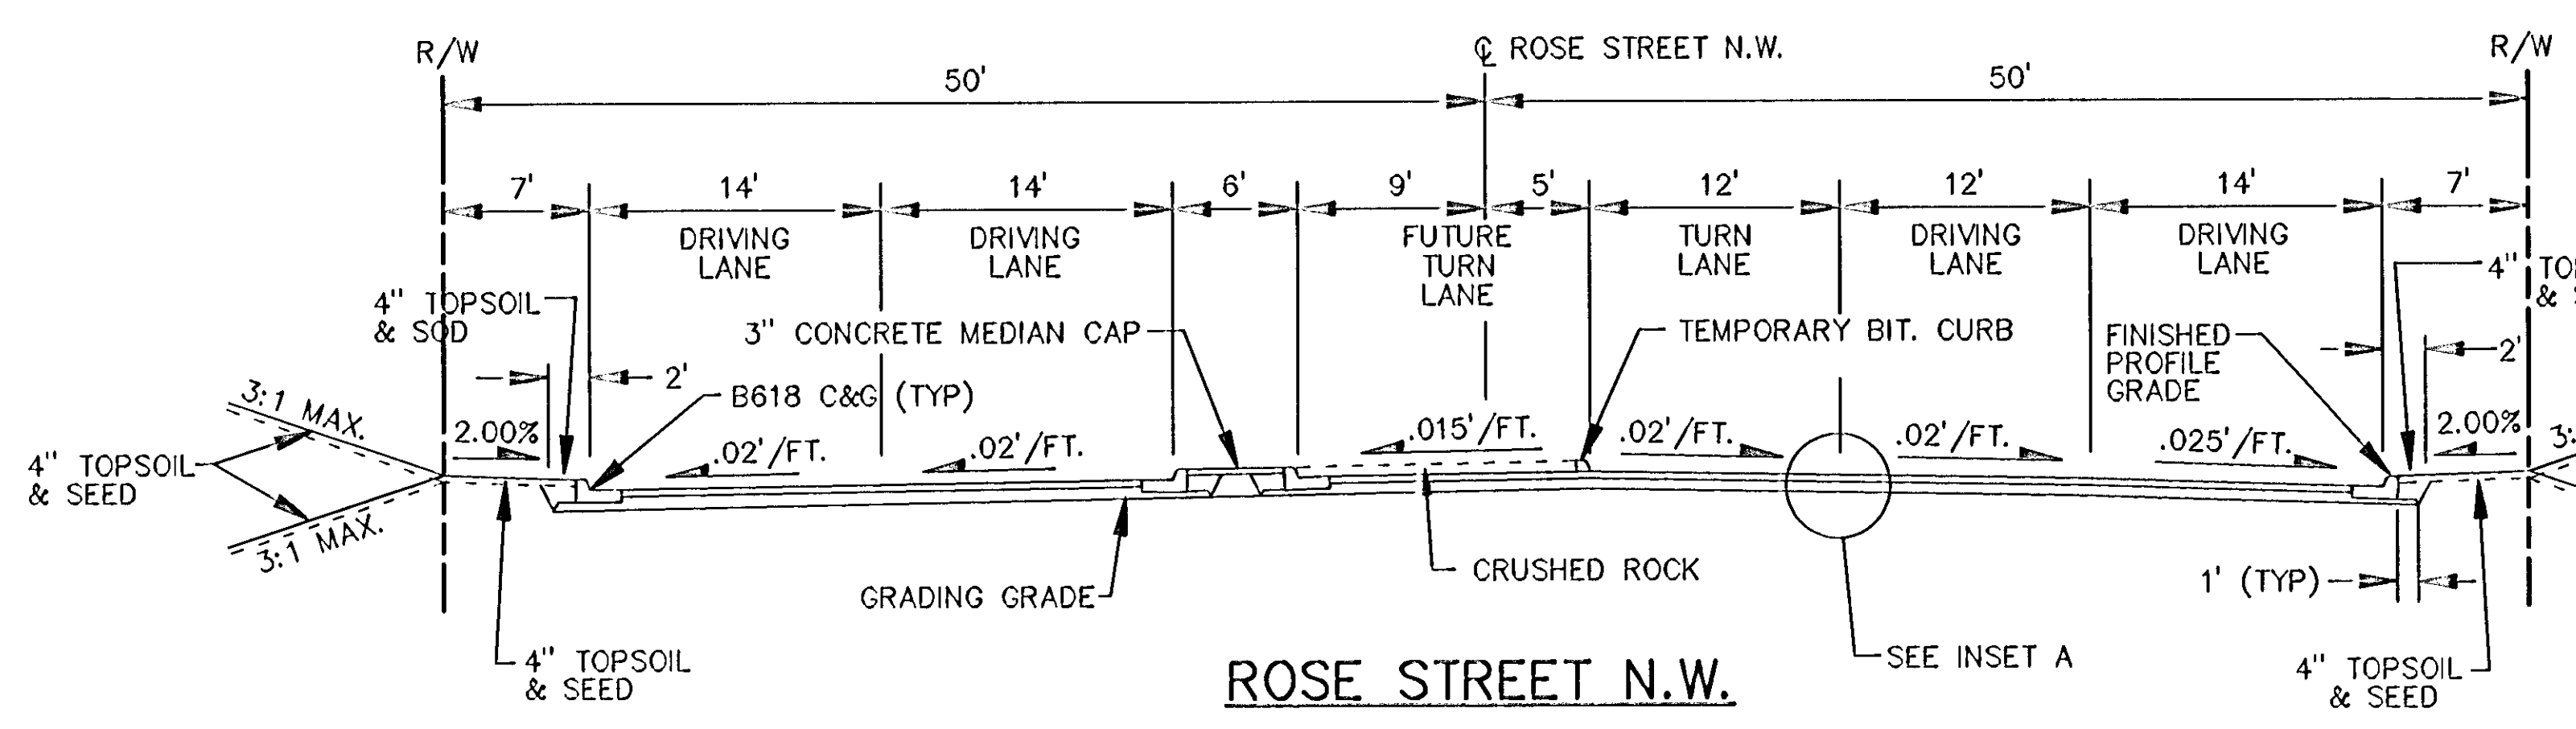 R/W
℄ ROSE STREET N.W.
R/W
50'
50'
7'
14'
14'
6'
9'
5'
12'
12'
14'
7'
DRIVING
LANE
DRIVING
LANE
FUTURE
TURN
LANE
TURN
LANE
DRIVING
LANE
DRIVING
LANE
4" TOPSOIL
& SOD
3" CONCRETE MEDIAN CAP
TEMPORARY BIT. CURB
FINISHED
PROFILE
GRADE
4"
&
2'
2'
B618 C&G (TYP)
3:1 MAX.
2.00%
.02'/FT.
.02'/FT.
.015'/FT.
.02'/FT.
.02'/FT.
.025'/FT.
2.00%
4" TOPSOIL
& SEED
3:1 MAX.
GRADING GRADE
CRUSHED ROCK
1' (TYP)
4" TOPSOIL
& SEED
SEE INSET A
4" TOPSOIL
& SEED
ROSE STREET N.W.